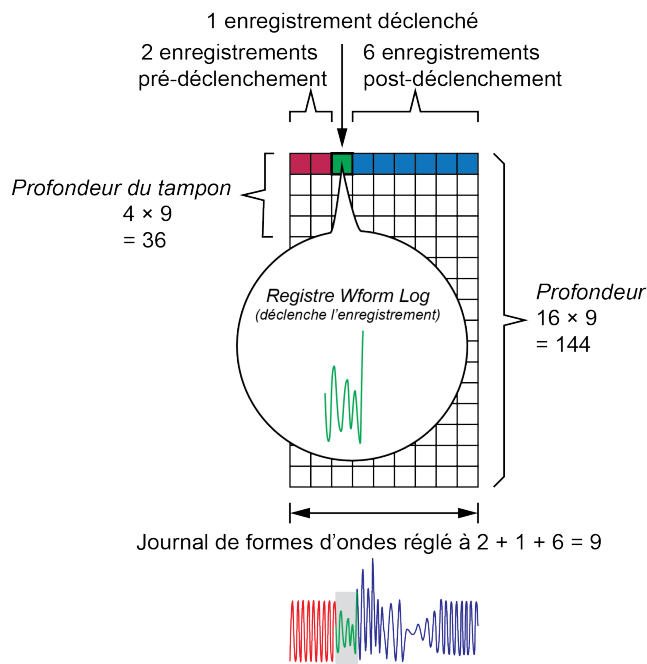 1 enregistrement déclenché
2 enregistrements
pré-déclenchement
6 enregistrements
post-déclenchement
Profondeur du tampon
4 × 9
= 36
Registre Wform Log
(déclenche l’enregistrement)
Profondeur
16 × 9
= 144
Journal de formes d’ondes réglé à 2 + 1 + 6 = 9